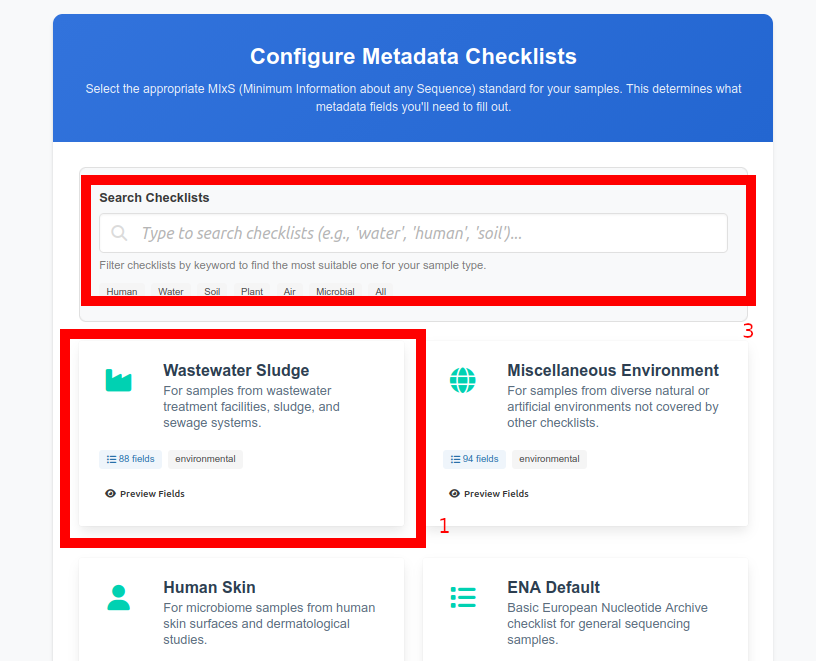 Configure Metadata Checklists
Select the appropriate MIxS (Minimum Information about any Sequence) standard for your samples. This determines what
metadata fields you'll need to fill out.
Search Checklists
Type to search checklists (e.g., 'water', 'human', 'soil')...
Filter checklists by keyword to find the most suitable one for your sample type.
Human Water Soil Plant Air Microbial All
3
Wastewater Sludge
For samples from wastewater
treatment facilities, sludge, and
sewage systems.
88 fields environmental
Preview Fields
1
Miscellaneous Environment
For samples from diverse natural or
artificial environments not covered by
other checklists.
94 fields environmental
Preview Fields
Human Skin
For microbiome samples from human
skin surfaces and dermatological
studies.
ENA Default
Basic European Nucleotide Archive
checklist for general sequencing
samples.